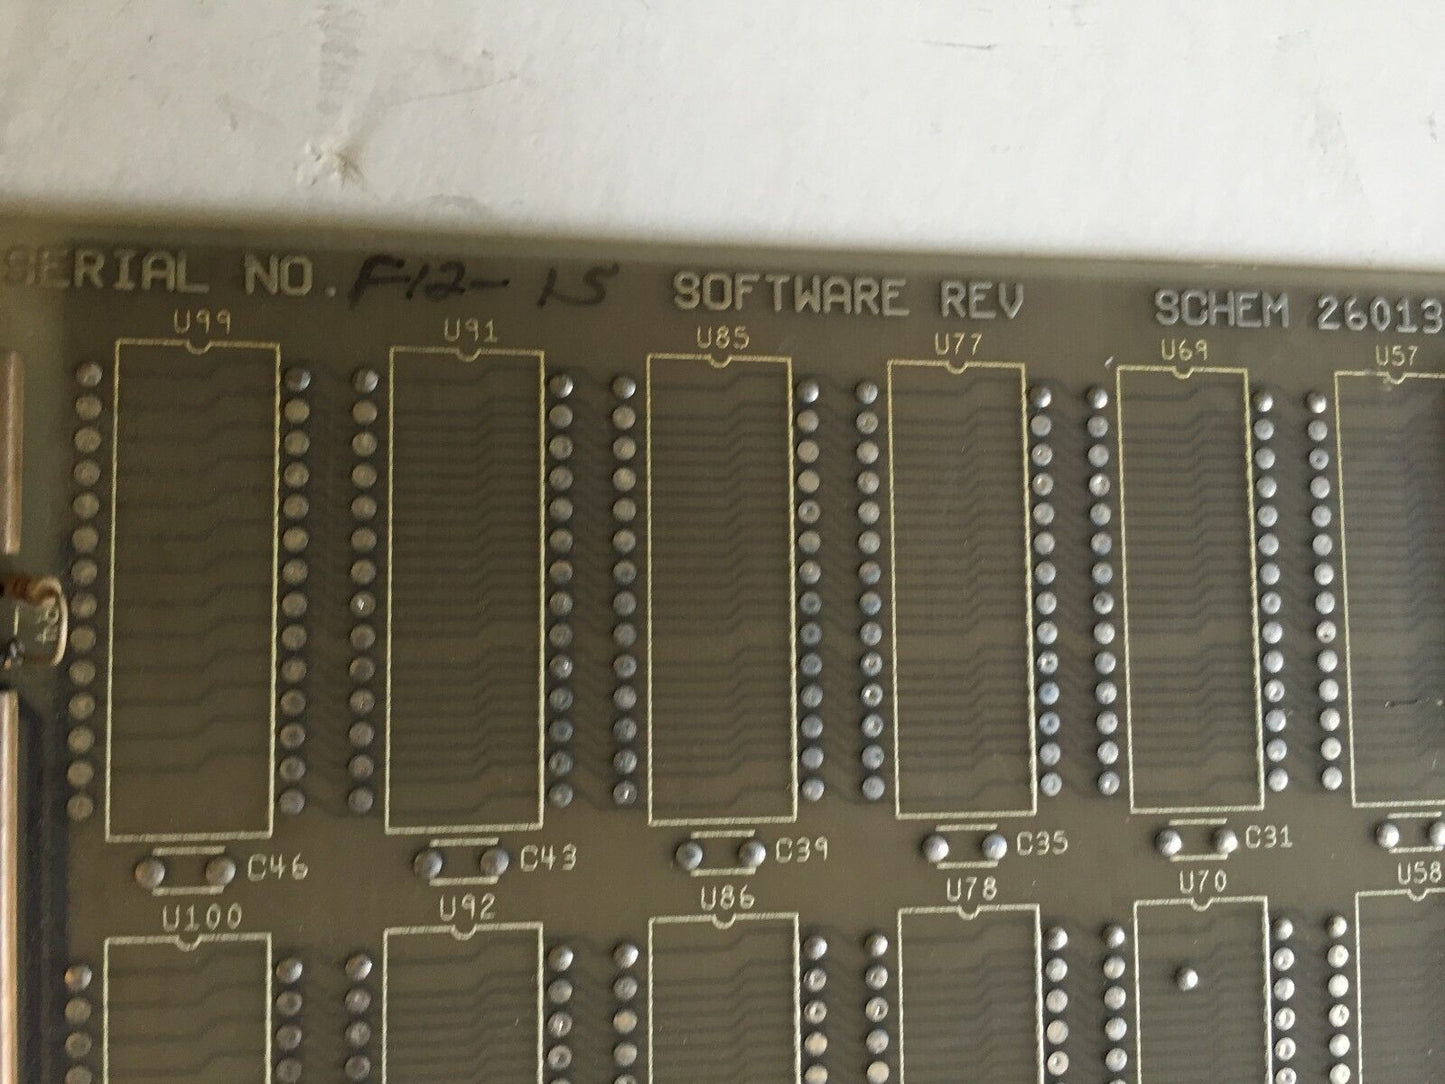 SERIAL NO. F12-15 SOFTWARE REV SCHEM 26013
U99 U91 U85 U77 U69 U57
C46 C43 C39 C35 C31
U100 U92 U86 U78 U70 U58